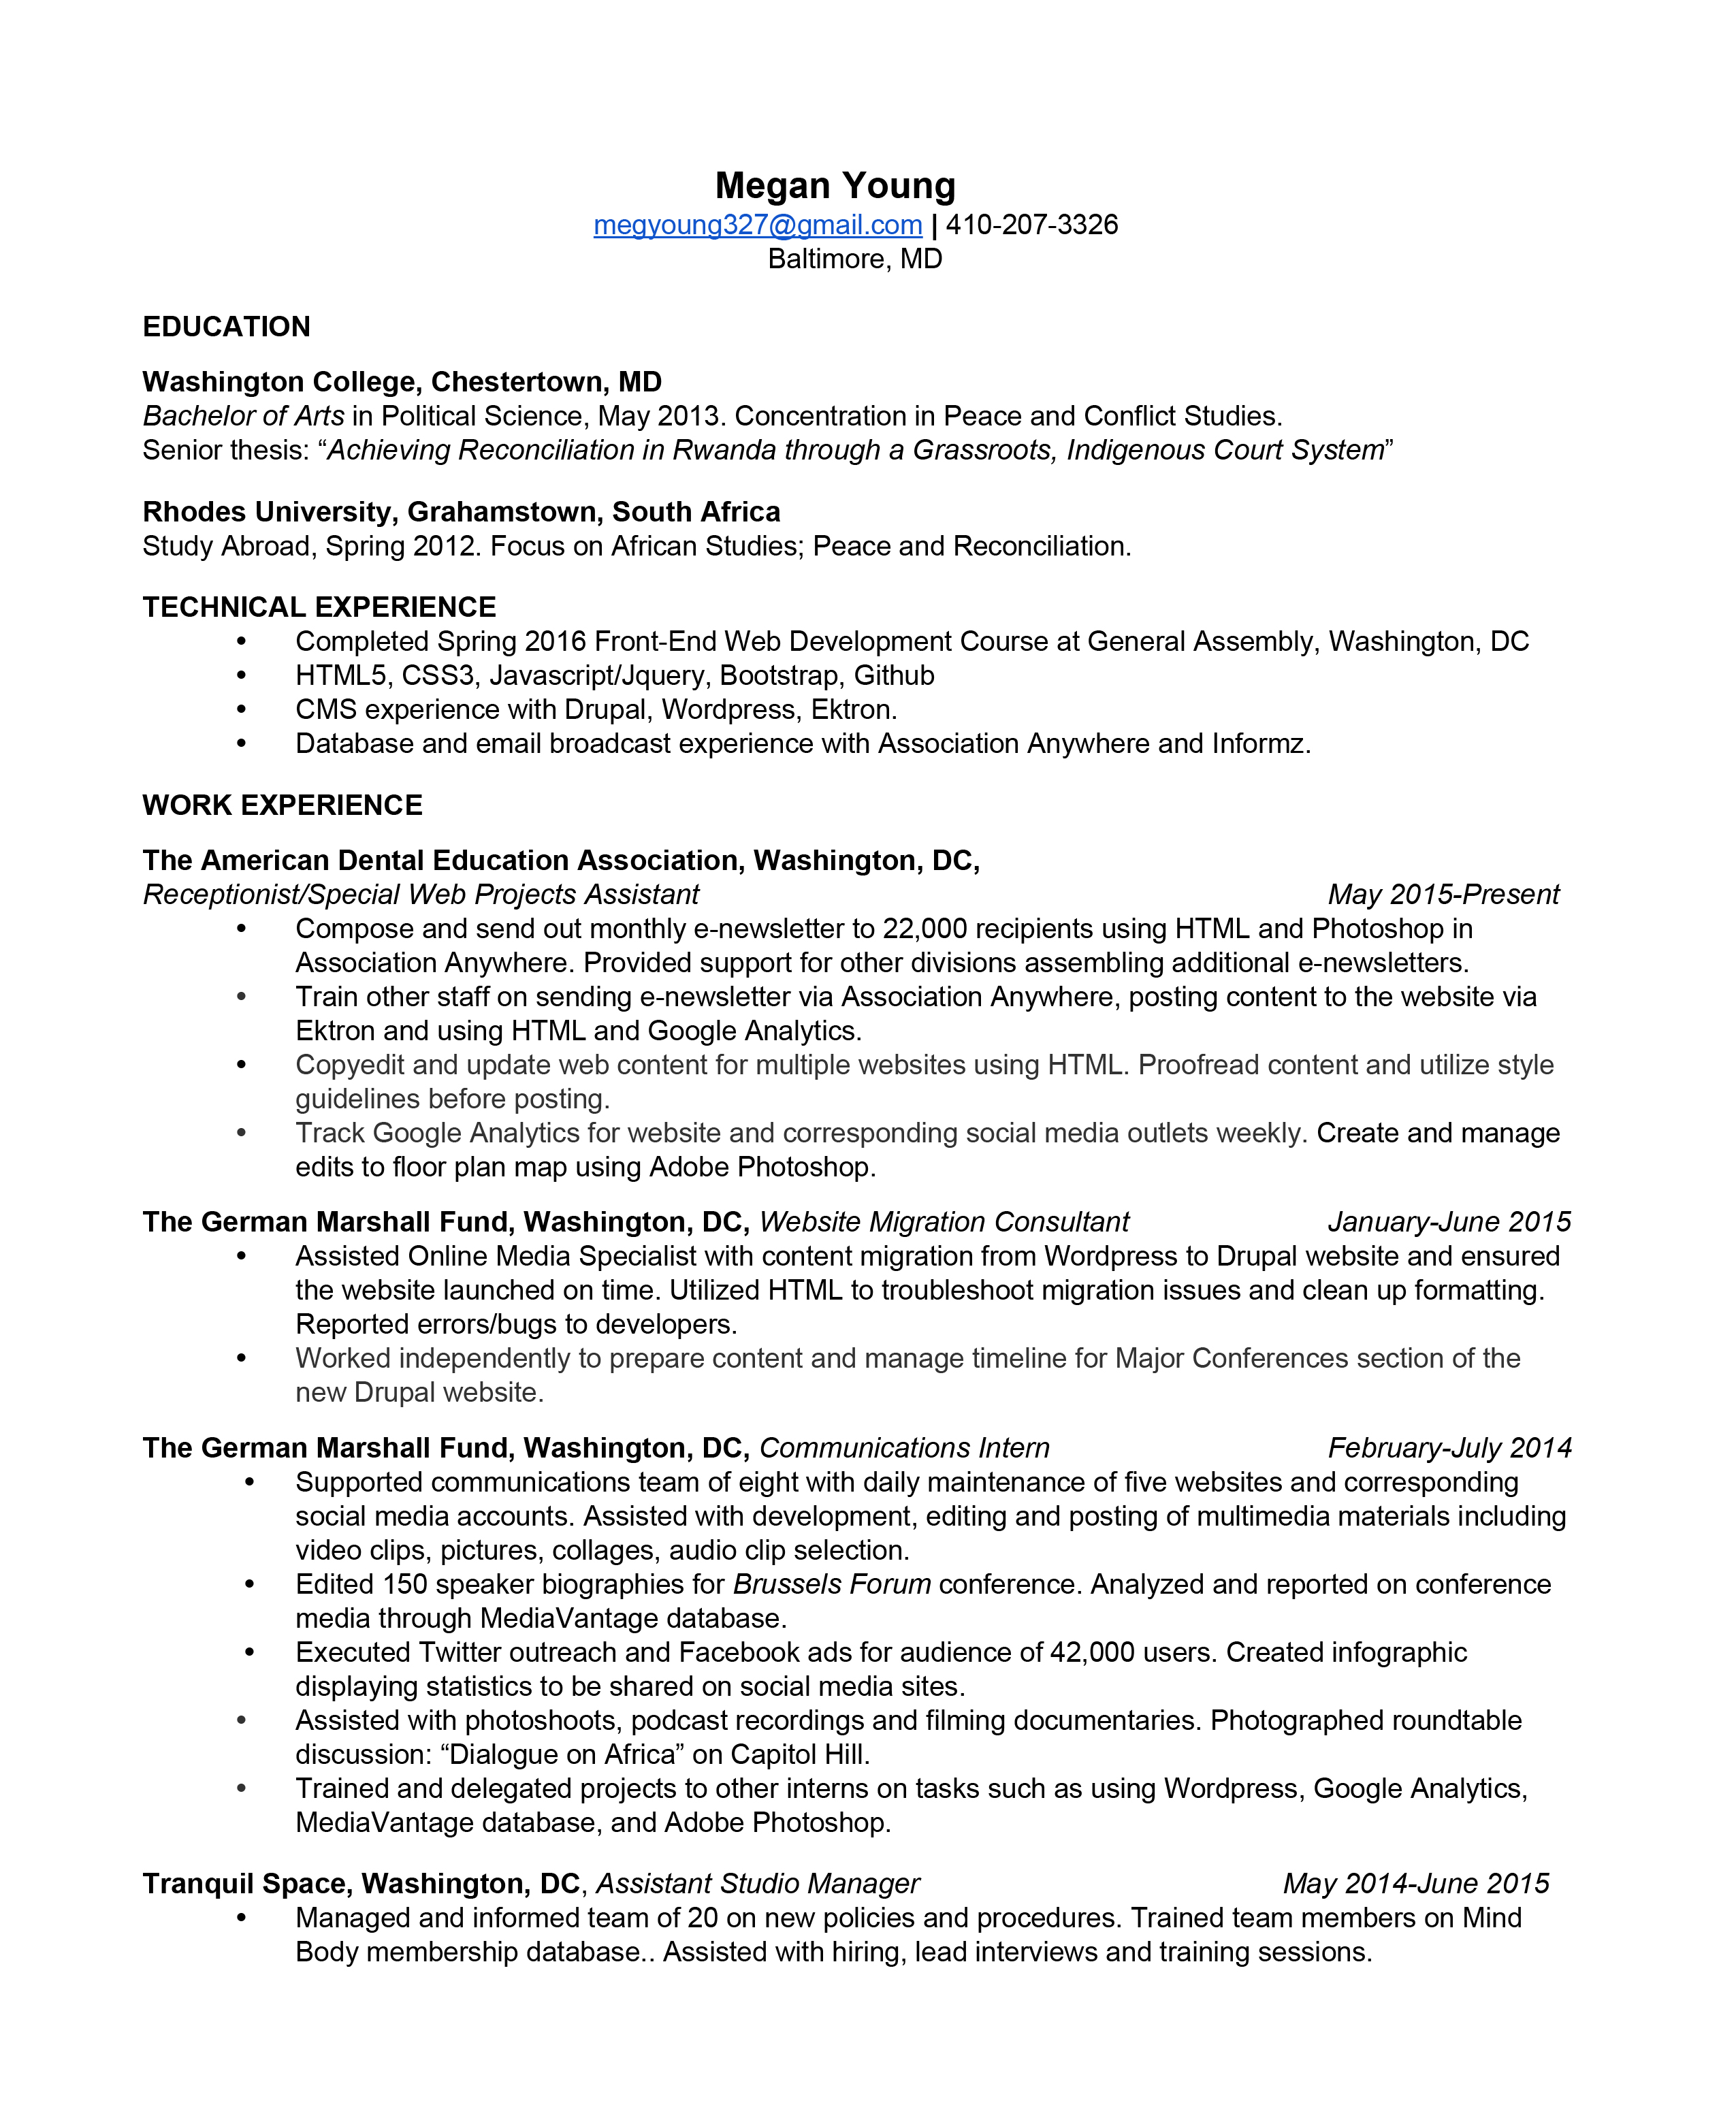 Megan Young
megyoung327@gmail.com | 410-207-3326
Baltimore, MD
EDUCATION
Washington College, Chestertown, MD
Bachelor of Arts in Political Science, May 2013. Concentration in Peace and Conflict Studies.
Senior thesis: “Achieving Reconciliation in Rwanda through a Grassroots, Indigenous Court System”
Rhodes University, Grahamstown, South Africa
Study Abroad, Spring 2012. Focus on African Studies; Peace and Reconciliation.
TECHNICAL EXPERIENCE
• Completed Spring 2016 Front-End Web Development Course at General Assembly, Washington, DC
• HTML5, CSS3, Javascript/Jquery, Bootstrap, Github
• CMS experience with Drupal, Wordpress, Ektron.
• Database and email broadcast experience with Association Anywhere and Informz.
WORK EXPERIENCE
The American Dental Education Association, Washington, DC,
Receptionist/Special Web Projects Assistant May 2015-Present
• Compose and send out monthly e-newsletter to 22,000 recipients using HTML and Photoshop in
Association Anywhere. Provided support for other divisions assembling additional e-newsletters.
• Train other staff on sending e-newsletter via Association Anywhere, posting content to the website via
Ektron and using HTML and Google Analytics.
• Copyedit and update web content for multiple websites using HTML. Proofread content and utilize style
guidelines before posting.
• Track Google Analytics for website and corresponding social media outlets weekly. Create and manage
edits to floor plan map using Adobe Photoshop.
The German Marshall Fund, Washington, DC, Website Migration Consultant January-June 2015
• Assisted Online Media Specialist with content migration from Wordpress to Drupal website and ensured
the website launched on time. Utilized HTML to troubleshoot migration issues and clean up formatting.
Reported errors/bugs to developers.
• Worked independently to prepare content and manage timeline for Major Conferences section of the
new Drupal website.
The German Marshall Fund, Washington, DC, Communications Intern February-July 2014
• Supported communications team of eight with daily maintenance of five websites and corresponding
social media accounts. Assisted with development, editing and posting of multimedia materials including
video clips, pictures, collages, audio clip selection.
• Edited 150 speaker biographies for Brussels Forum conference. Analyzed and reported on conference
media through MediaVantage database.
• Executed Twitter outreach and Facebook ads for audience of 42,000 users. Created infographic
displaying statistics to be shared on social media sites.
• Assisted with photoshoots, podcast recordings and filming documentaries. Photographed roundtable
discussion: “Dialogue on Africa” on Capitol Hill.
• Trained and delegated projects to other interns on tasks such as using Wordpress, Google Analytics,
MediaVantage database, and Adobe Photoshop.
Tranquil Space, Washington, DC, Assistant Studio Manager May 2014-June 2015
• Managed and informed team of 20 on new policies and procedures. Trained team members on Mind
Body membership database.. Assisted with hiring, lead interviews and training sessions.